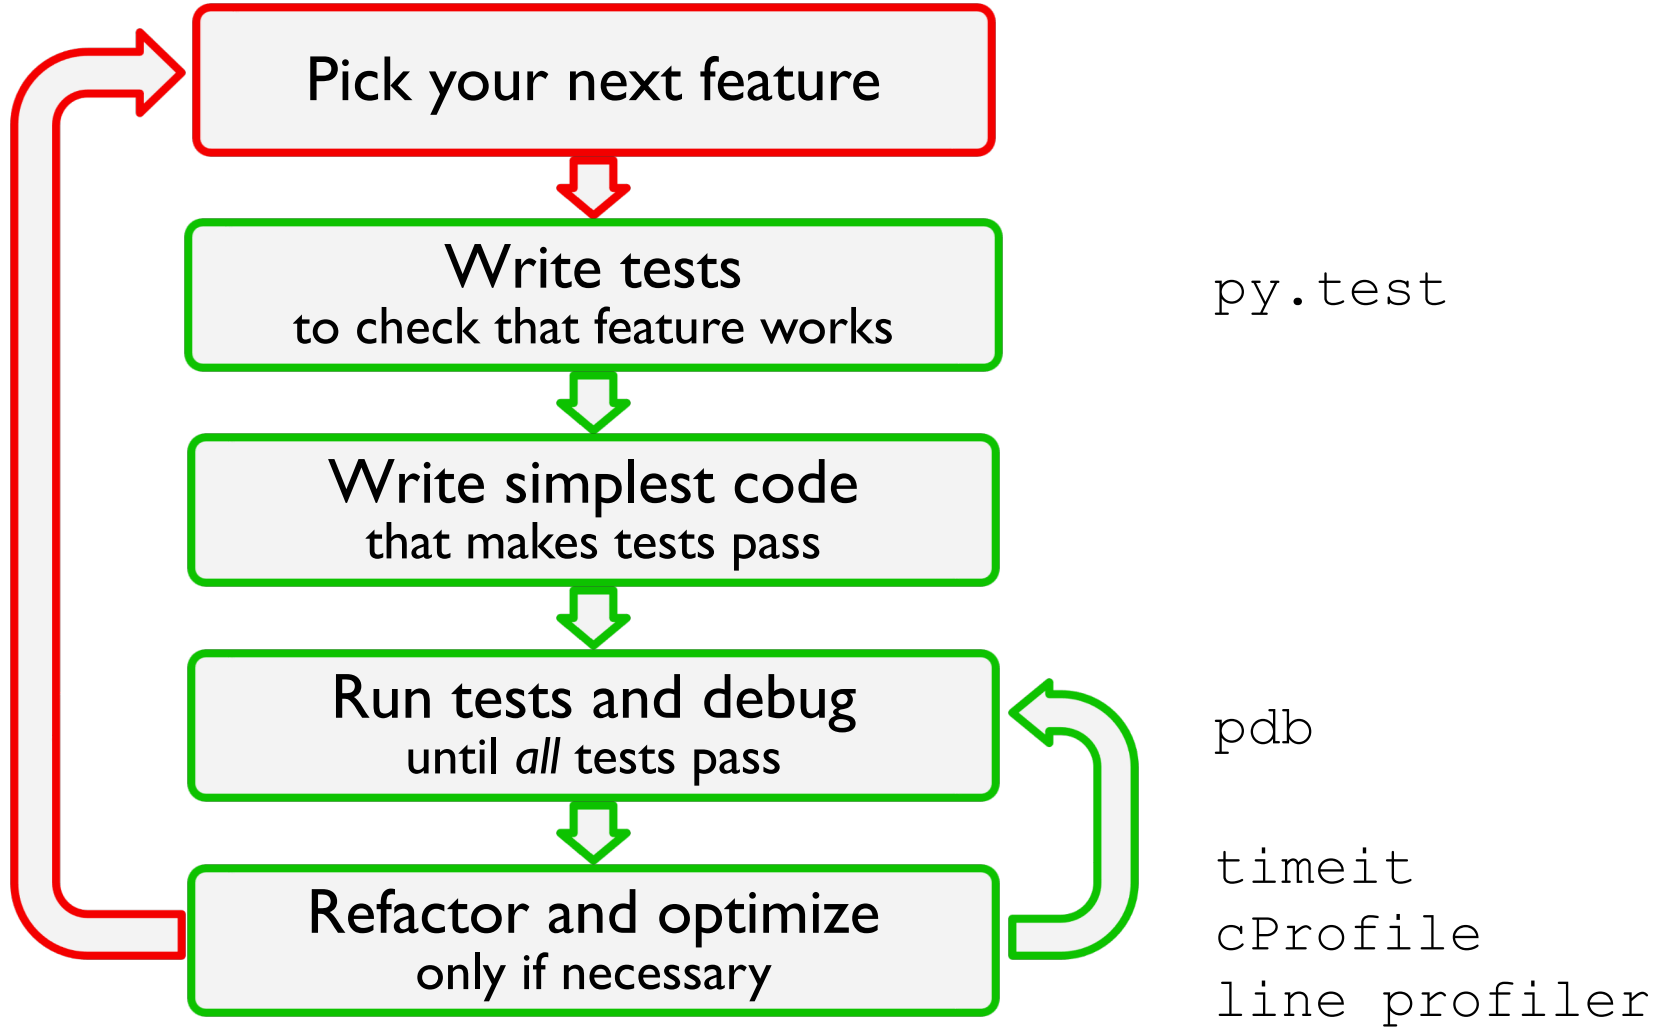 Pick your next feature
Write tests
to check that feature works
py.test
Write simplest code
that makes tests pass
Run tests and debug
until all tests pass
pdb
Refactor and optimize
only if necessary
timeit
cProfile
line profiler